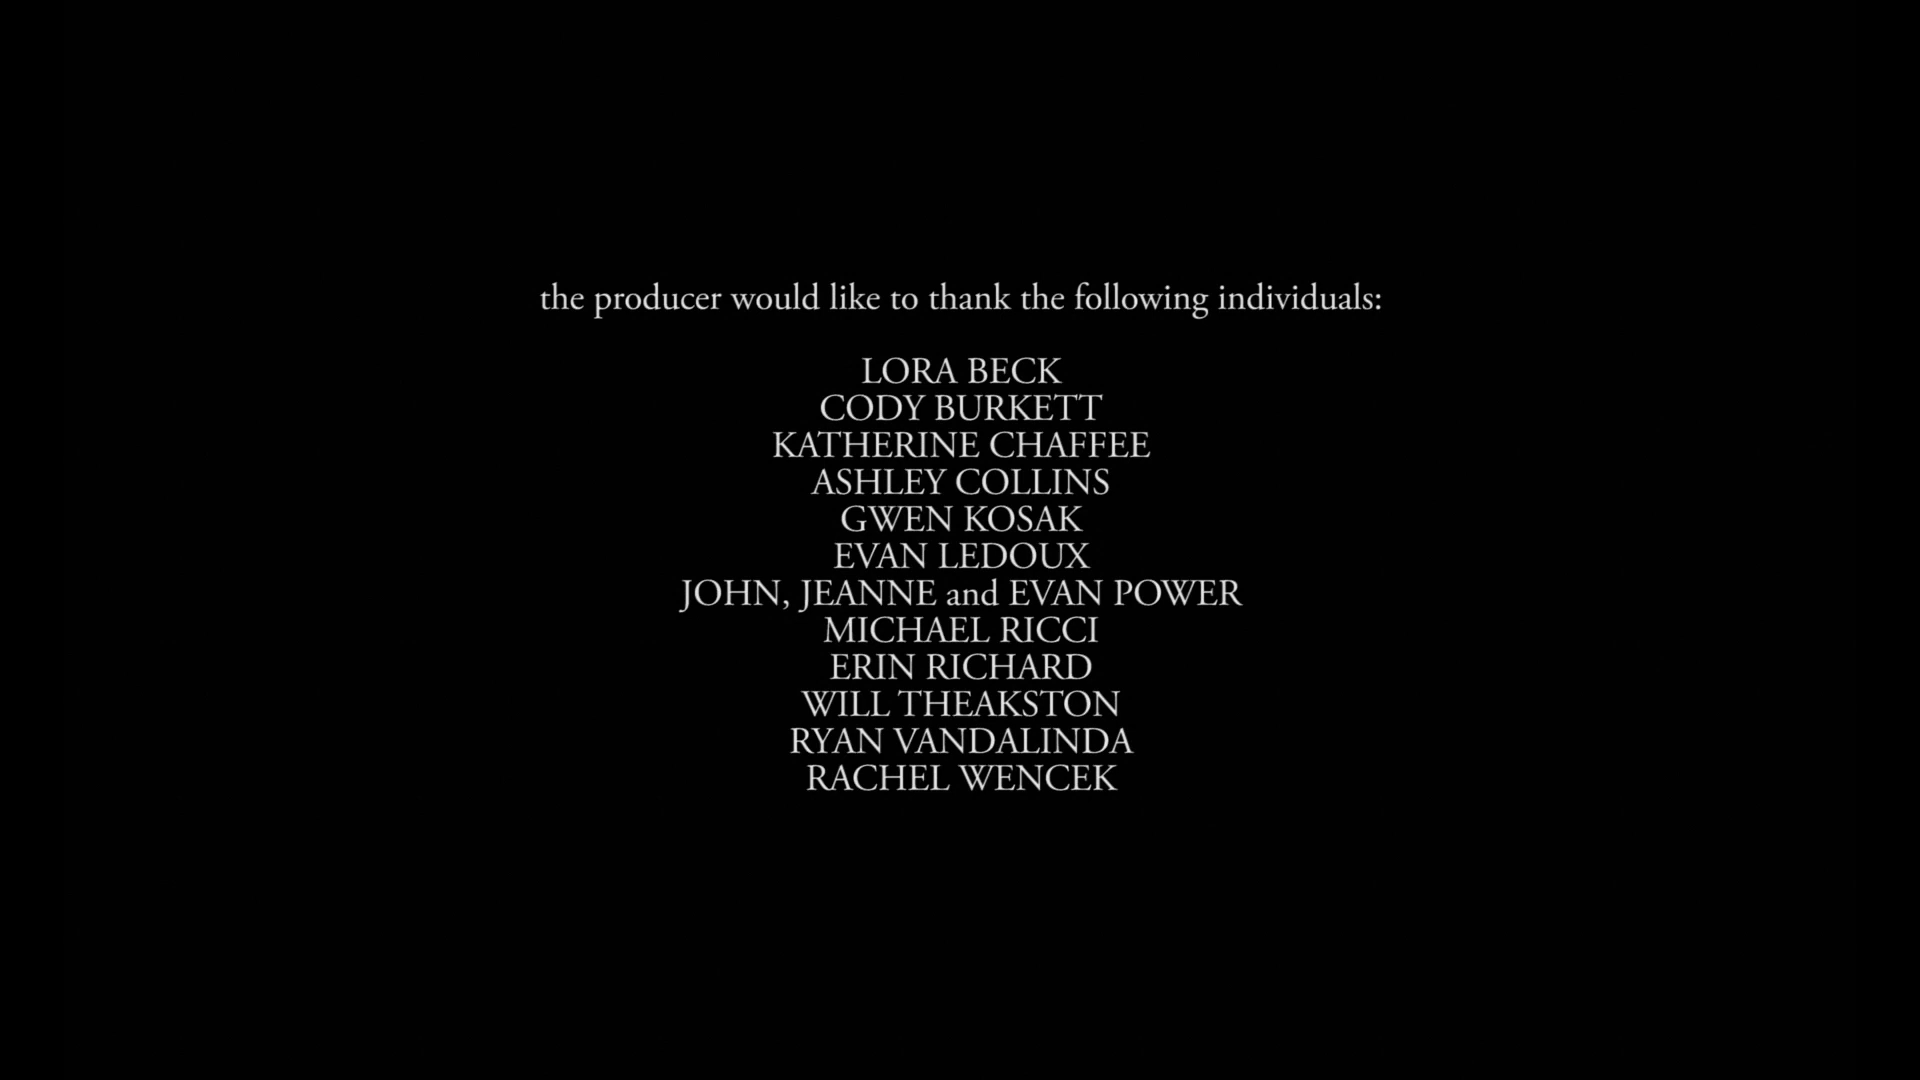 the producer would like to thank the following individuals:
LORA BECK
CODY BURKETT
KATHERINE CHAFFEE
ASHLEY COLLINS
GWEN KOSAK
EVAN LEDOUX
JOHN, JEANNE and EVAN POWER
MICHAEL RICCI
ERIN RICHARD
WILL THEAKSTON
RYAN VANDALINDA
RACHEL WENCEK